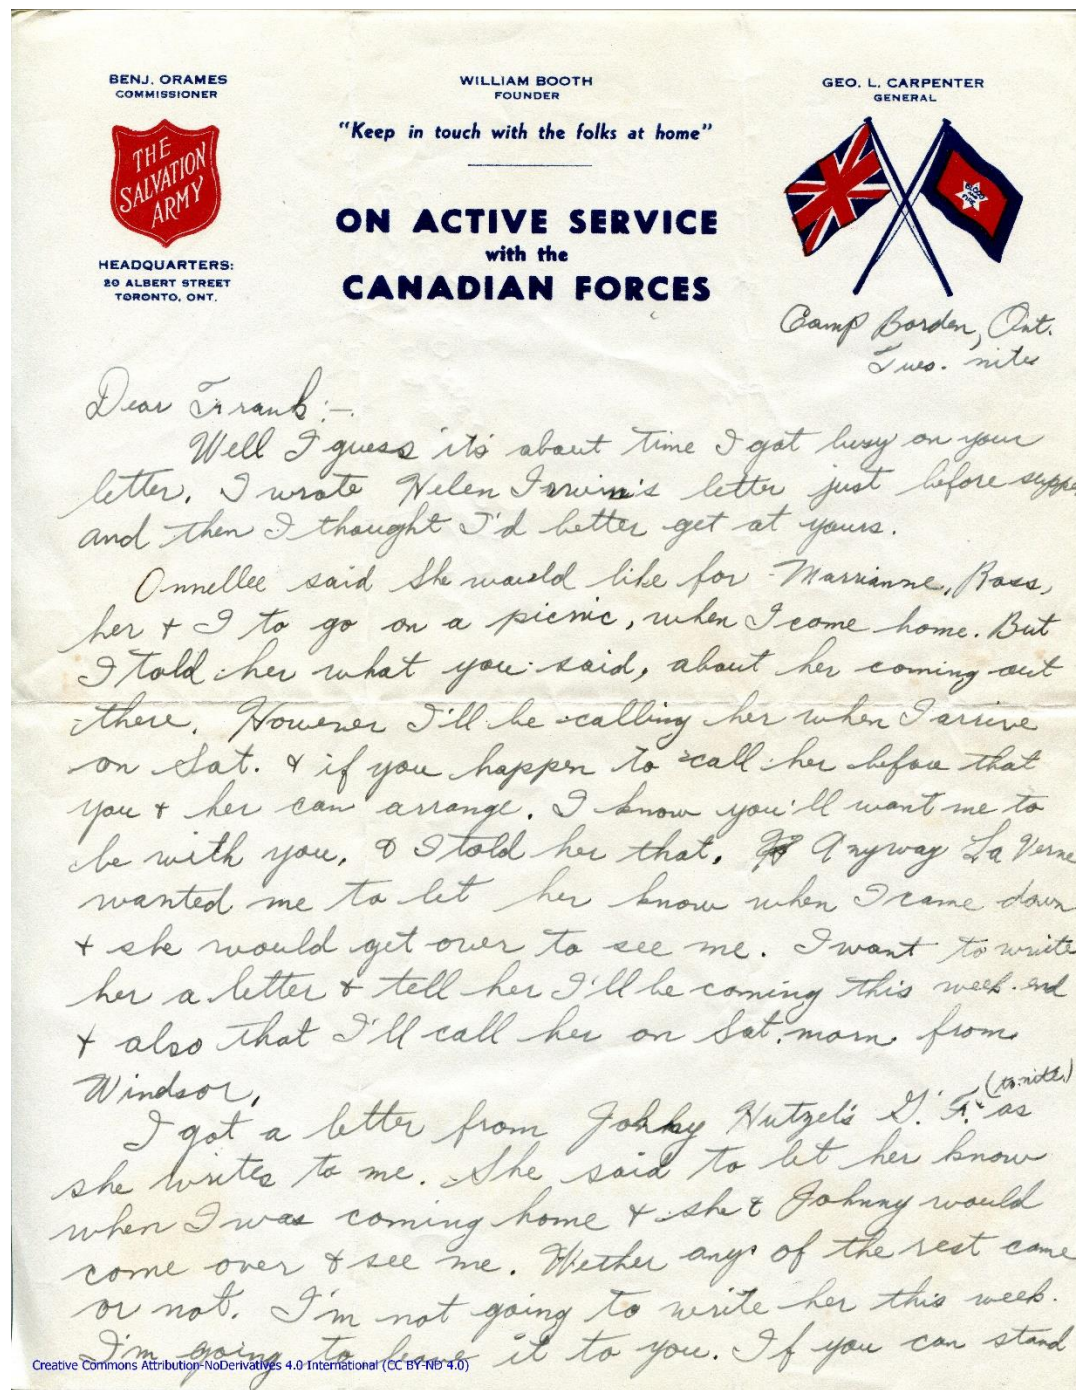 BENJ. ORAMES
COMMISSIONER
THE
SALVATION
ARMY
HEADQUARTERS:
20 ALBERT STREET
TORONTO, ONT.
WILLIAM BOOTH
FOUNDER
"Keep in touch with the folks at home"
ON ACTIVE SERVICE
with the
CANADIAN FORCES
GEO. L. CARPENTER
GENERAL
BLOOD
AND
FIRE
Camp Borden, Ont.
Tues. nite
Dear Frank:-
Well I guess it's about time I got busy on your
letter. I wrote Helen Irwin's letter just before suppe
and then I thought I'd better get at yours.
Onnellee said she would like for Marrianne, Ross,
her + I to go on a picnic, when I come home. But
I told her what you said, about her coming out
there. However I'll be calling her when I arrive
on Sat. & if you happen to call her before that
you + her can arrange. I know you'll want me to
be with you, & I told her that. Anyway La Verne
wanted me to let her know when I came down
+ she would get over to see me. I want to write
her a letter & tell her I'll be coming this week-end
+ also that I'll call her on Sat. morn. from
Windsor.
(to-nite)
I got a letter from Johny Hutzel's G. F. as
she writes to me. She said to let her know
when I was coming home + she & Johnny would
come over & see me. Wether any of the rest came
or not. I'm not going to write her this week.
I'm going to leave it to you. If you can stand
Creative Commons Attribution-NoDerivatives 4.0 International (CC BY-ND 4.0)